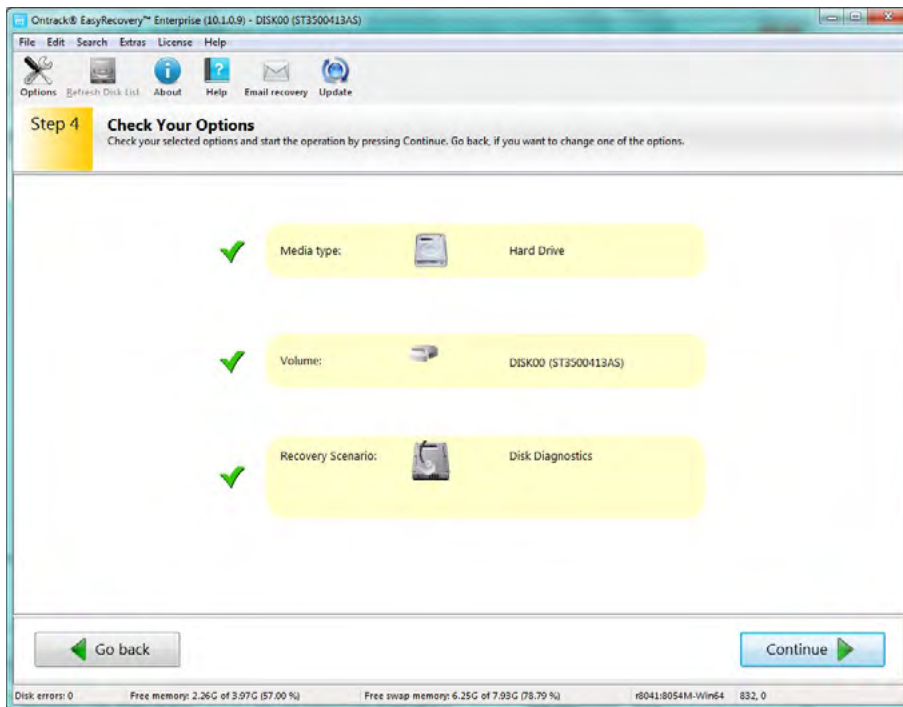 Ontrack® EasyRecovery™ Enterprise (10.1.0.9) - DISK00 (ST3500413AS)
File Edit Search Extras License Help
Options Refresh Disk List About Help Email recovery Update
Step 4
Check Your Options
Check your selected options and start the operation by pressing Continue. Go back, if you want to change one of the options.
Media type: Hard Drive
Volume: DISK00 (ST3500413AS)
Recovery Scenario: Disk Diagnostics
Go back Continue
Disk errors: 0 Free memory: 2.26G of 3.97G (57.00 %) Free swap memory: 6.25G of 7.93G (78.79 %) r8041:8054M-Win64 832, 0